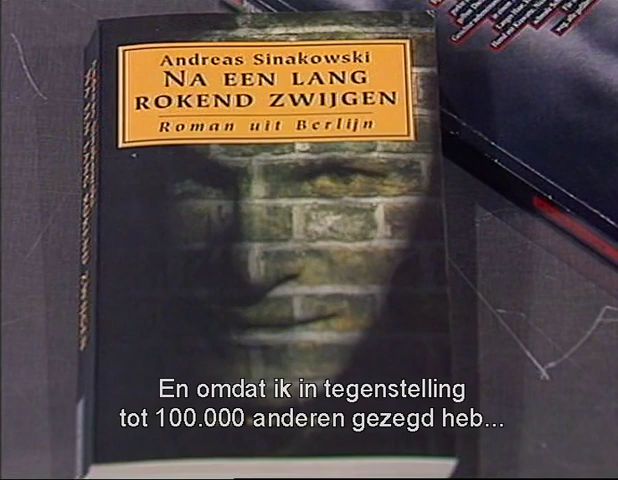 Andreas Sinakowski
NA EEN LANG
ROKEND ZWIJGEN
Roman uit Berlijn
En omdat ik in tegenstelling
tot 100.000 anderen gezegd heb...